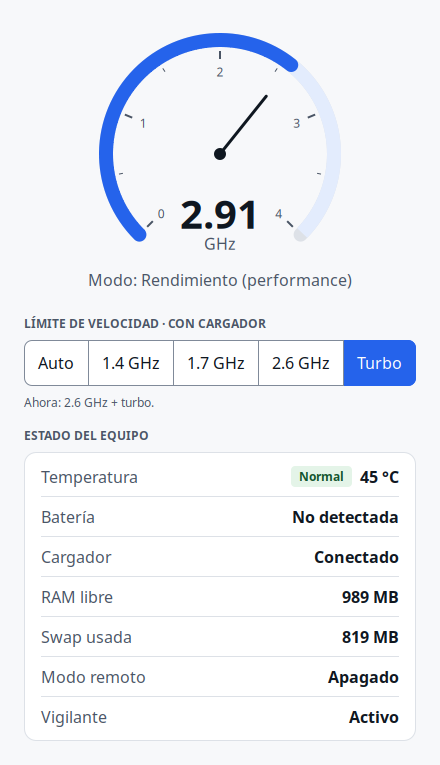 2
1
3
0
4
2.91
GHz
Modo: Rendimiento (performance)
LÍMITE DE VELOCIDAD · CON CARGADOR
Auto 1.4 GHz 1.7 GHz 2.6 GHz Turbo
Ahora: 2.6 GHz + turbo.
ESTADO DEL EQUIPO
Temperatura Normal 45 °C
Batería No detectada
Cargador Conectado
RAM libre 989 MB
Swap usada 819 MB
Modo remoto Apagado
Vigilante Activo